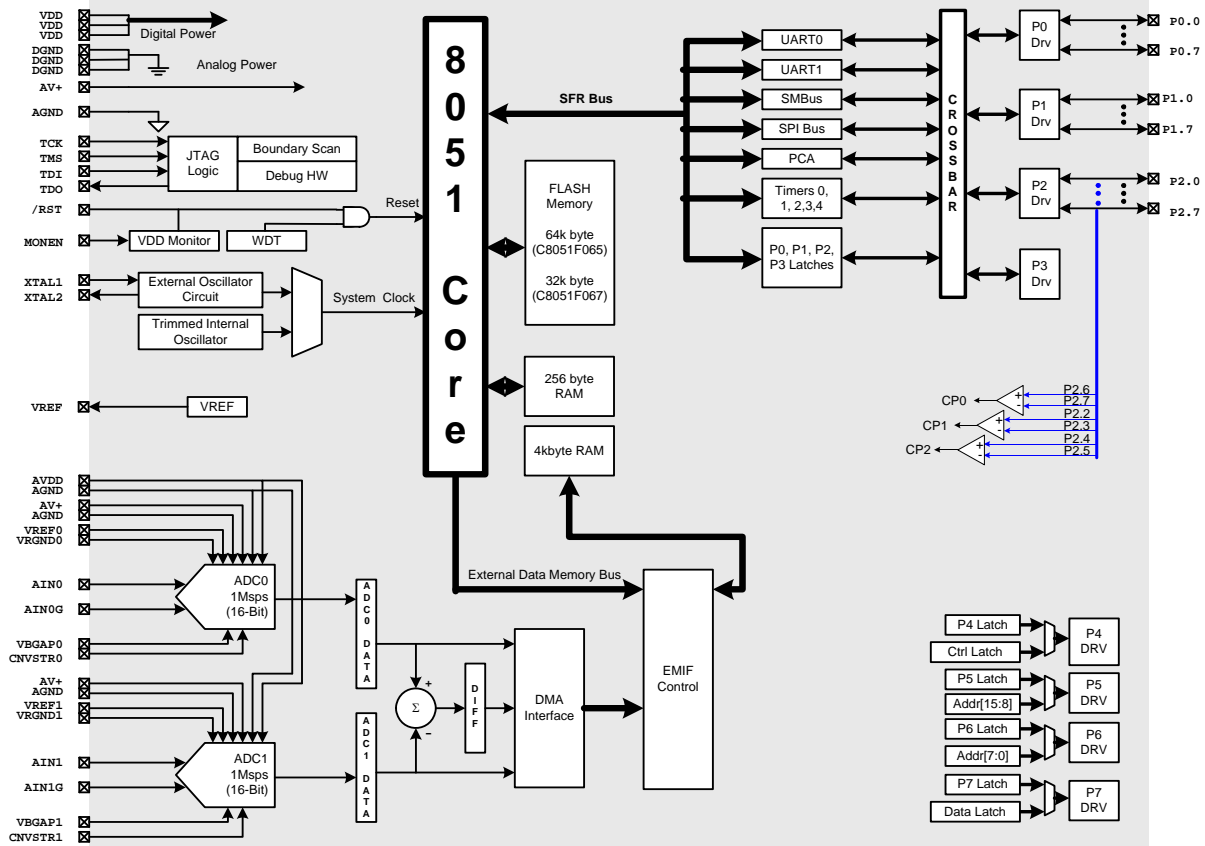 VDD
VDD
VDD
Digital Power
DGND
DGND
DGND
Analog Power
AV+
AGND
TCK
TMS
TDI
TDO
JTAG
Logic
Boundary Scan
Debug HW
/RST
Reset
MONEN
VDD Monitor
WDT
XTAL1
XTAL2
External Oscillator
Circuit
System Clock
Trimmed Internal
Oscillator
VREF
VREF
8
0
5
1
C
o
r
e
SFR Bus
FLASH
Memory
64k byte
(C8051F065)
32k byte
(C8051F067)
256 byte
RAM
4kbyte RAM
UART0
UART1
SMBus
SPI Bus
PCA
Timers 0,
1, 2,3,4
P0, P1, P2,
P3 Latches
C
R
O
S
S
B
A
R
P0
Drv
P1
Drv
P2
Drv
P3
Drv
P0.0
P0.7
P1.0
P1.7
P2.0
P2.7
P2.6
P2.7
P2.2
P2.3
P2.4
P2.5
CP0
+
-
CP1
+
-
CP2
+
-
AVDD
AGND
AV+
AGND
VREF0
VRGND0
AIN0
AIN0G
VBGAP0
CNVSTR0
ADC0
1Msps
(16-Bit)
AV+
AGND
VREF1
VRGND1
AIN1
AIN1G
VBGAP1
CNVSTR1
ADC1
1Msps
(16-Bit)
A
D
C
0
D
A
T
A
A
D
C
1
D
A
T
A
+
Σ
−
D
I
F
F
DMA
Interface
External Data Memory Bus
EMIF
Control
P4 Latch
Ctrl Latch
P4
DRV
P5 Latch
Addr[15:8]
P5
DRV
P6 Latch
Addr[7:0]
P6
DRV
P7 Latch
Data Latch
P7
DRV